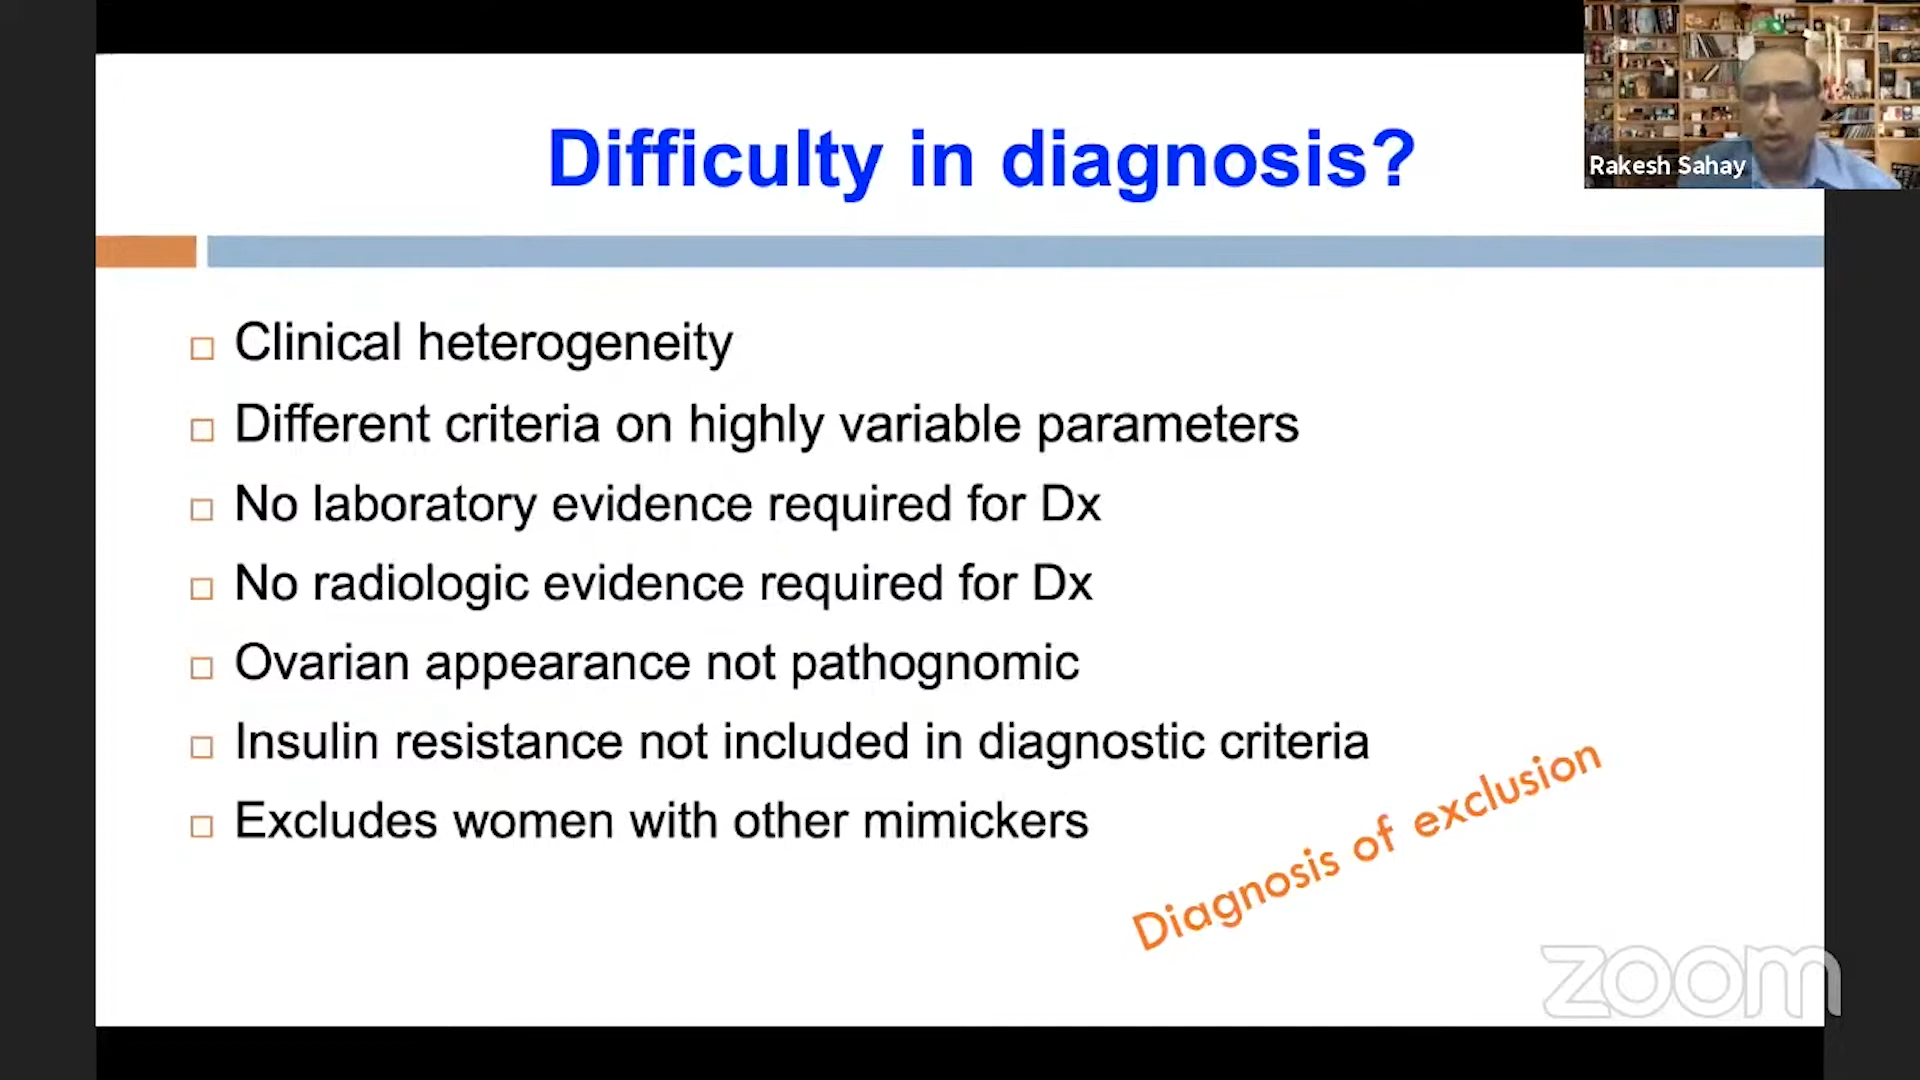 Difficulty in diagnosis?
Rakesh Sahay
Clinical heterogeneity
Different criteria on highly variable parameters
No laboratory evidence required for Dx
No radiologic evidence required for Dx
Ovarian appearance not pathognomic
Insulin resistance not included in diagnostic criteria
Excludes women with other mimickers
Diagnosis of exclusion
zoom